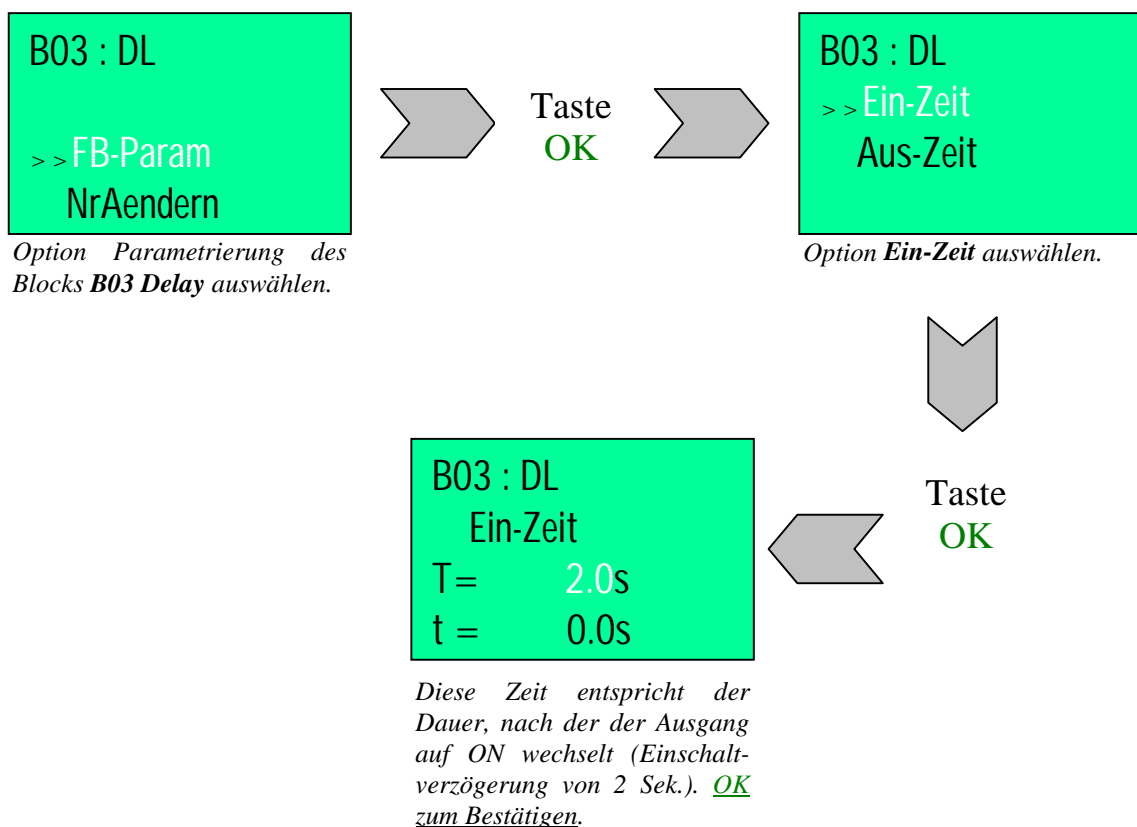 B03 : DL
>> FB-Param
NrAendern
Option Parametrierung des
Blocks B03 Delay auswählen.
Taste
OK
B03 : DL
>> Ein-Zeit
Aus-Zeit
Option Ein-Zeit auswählen.
Taste
OK
B03 : DL
Ein-Zeit
T= 2.0s
t = 0.0s
Diese Zeit entspricht der
Dauer, nach der der Ausgang
auf ON wechselt (Einschalt-
verzögerung von 2 Sek.). OK
zum Bestätigen.